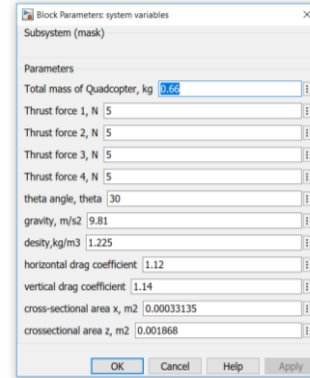 Block Parameters: system variables
Subsystem (mask)
Parameters
Total mass of Quadcopter, kg 0.66
Thrust force 1, N 5
Thrust force 2, N 5
Thrust force 3, N 5
Thrust force 4, N 5
theta angle, theta 30
gravity, m/s2 9.81
desity,kg/m3 1.225
horizontal drag coefficient 1.12
vertical drag coefficient 1.14
cross-sectional area x, m2 0.00033135
crossectional area z, m2 0.001868
OK Cancel Help Apply